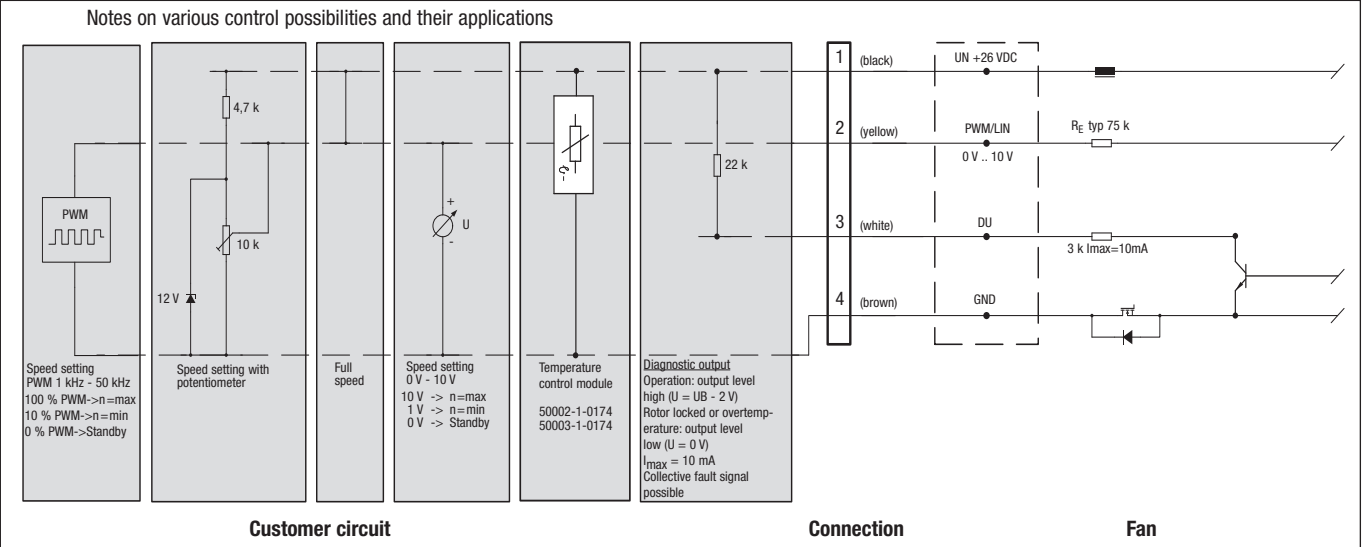 Notes on various control possibilities and their applications
PWM
4,7 k
10 k
12 V
+
U
-
22 k
1
(black)
2
(yellow)
3
(white)
4
(brown)
UN +26 VDC
PWM/LIN
0 V .. 10 V
DU
GND
RE typ 75 k
3 k Imax=10mA
Speed setting
PWM 1 kHz - 50 kHz
100 % PWM->n=max
10 % PWM->n=min
0 % PWM->Standby
Speed setting with
potentiometer
Full
speed
Speed setting
0 V - 10 V
10 V -> n=max
1 V -> n=min
0 V -> Standby
Temperature
control module
50002-1-0174
50003-1-0174
Diagnostic output
Operation: output level
high (U = UB - 2 V)
Rotor locked or overtemp-
erature: output level
low (U = 0 V)
Imax = 10 mA
Collective fault signal
possible
Customer circuit
Connection
Fan